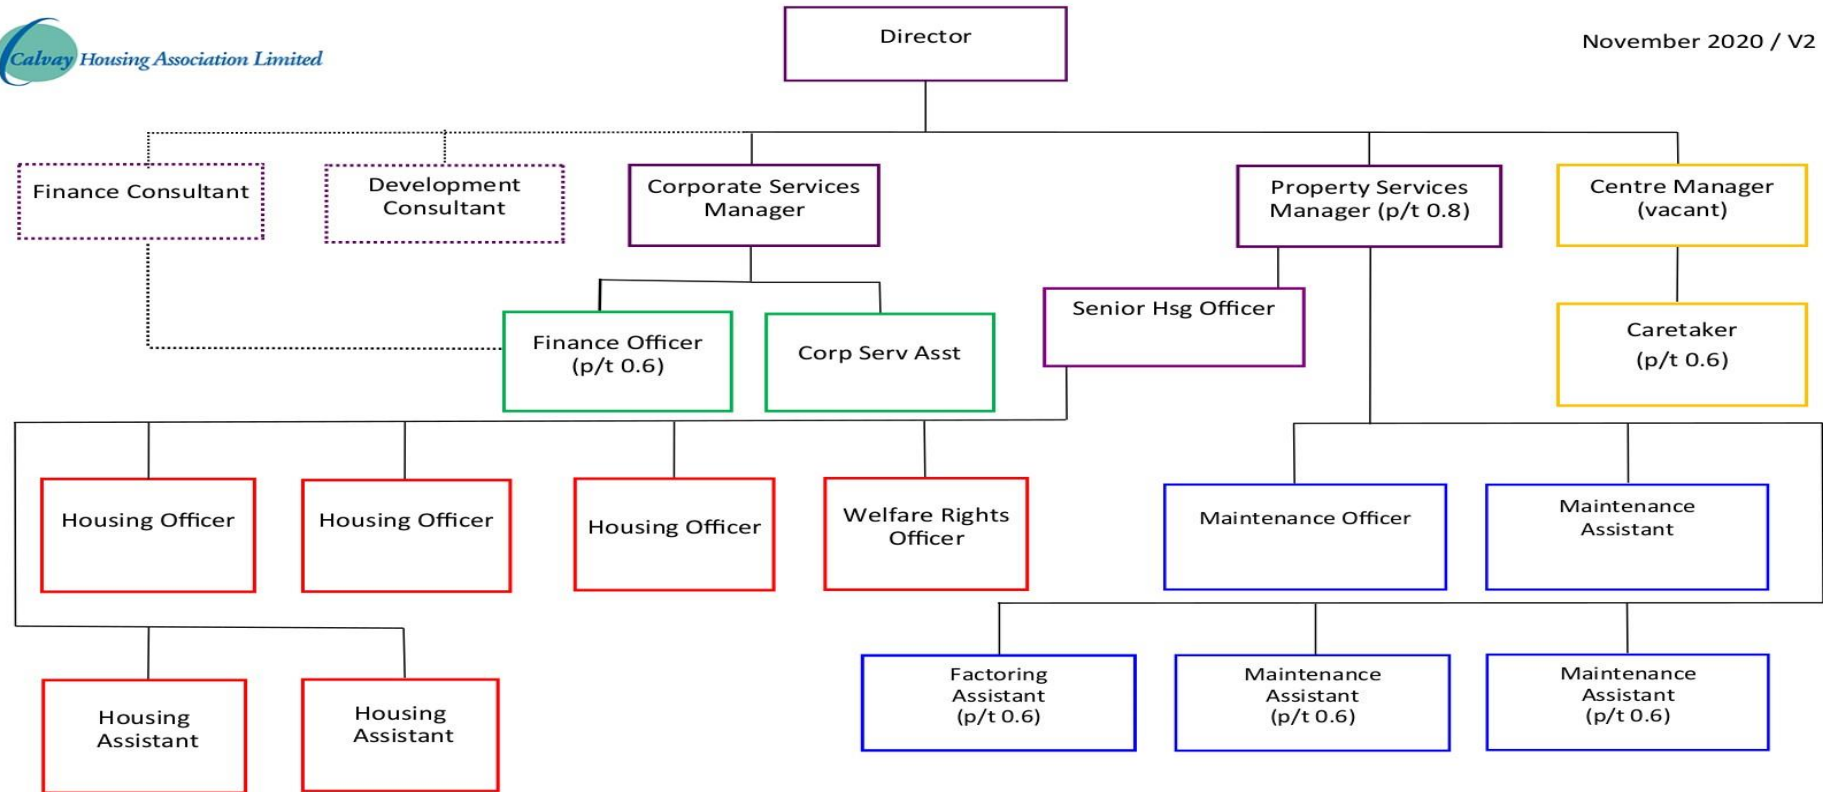 Calvay Housing Association Limited
Director
November 2020 / V2
Finance Consultant
Development
Consultant
Corporate Services
Manager
Property Services
Manager (p/t 0.8)
Centre Manager
(vacant)
Senior Hsg Officer
Finance Officer
(p/t 0.6)
Corp Serv Asst
Caretaker
(p/t 0.6)
Housing Officer
Housing Officer
Housing Officer
Welfare Rights
Officer
Maintenance Officer
Maintenance
Assistant
Housing
Assistant
Housing
Assistant
Factoring
Assistant
(p/t 0.6)
Maintenance
Assistant
(p/t 0.6)
Maintenance
Assistant
(p/t 0.6)